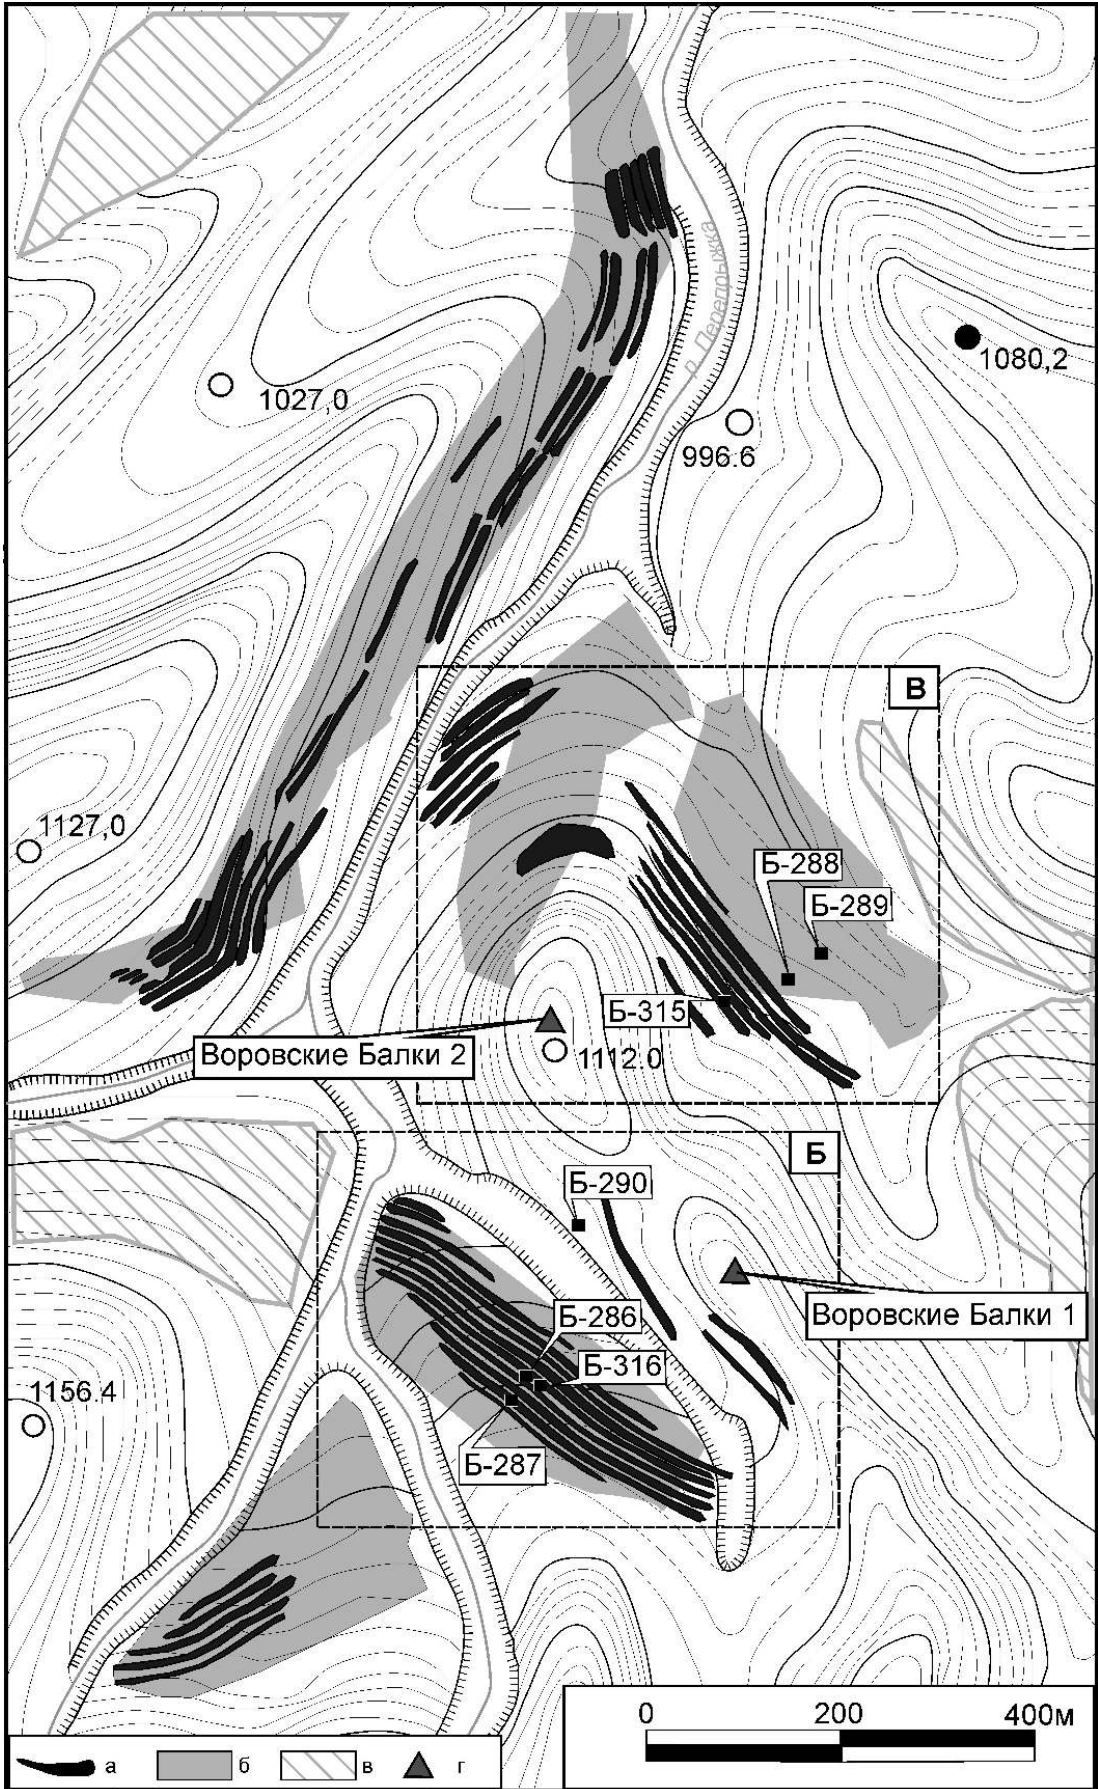 р. Перепрыжка
1080,2
1027,0
996.6
В
1127,0
Б-288
Б-289
Б-315
Воровские Балки 2
1112.0
Б
Б-290
Воровские Балки 1
Б-286
Б-316
1156.4
Б-287
0 200 400м
а б в г